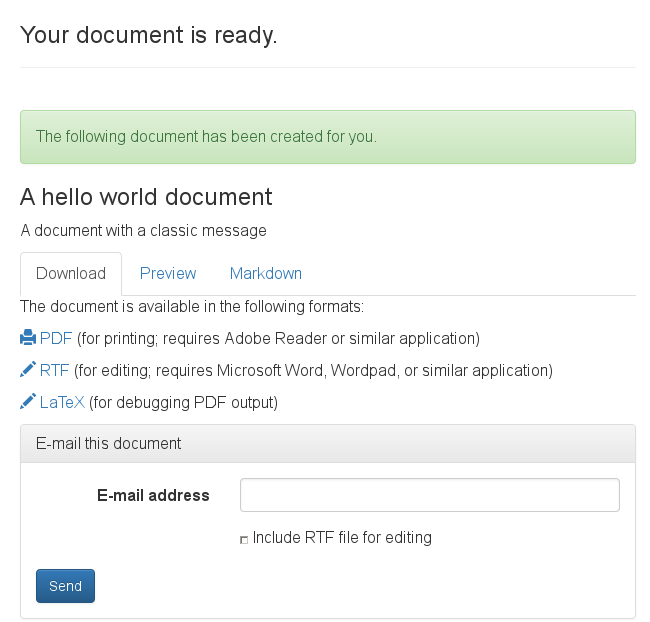 Your document is ready.
The following document has been created for you.
A hello world document
A document with a classic message
Download Preview Markdown
The document is available in the following formats:
PDF (for printing; requires Adobe Reader or similar application)
RTF (for editing; requires Microsoft Word, Wordpad, or similar application)
LaTeX (for debugging PDF output)
E-mail this document
E-mail address
Include RTF file for editing
Send